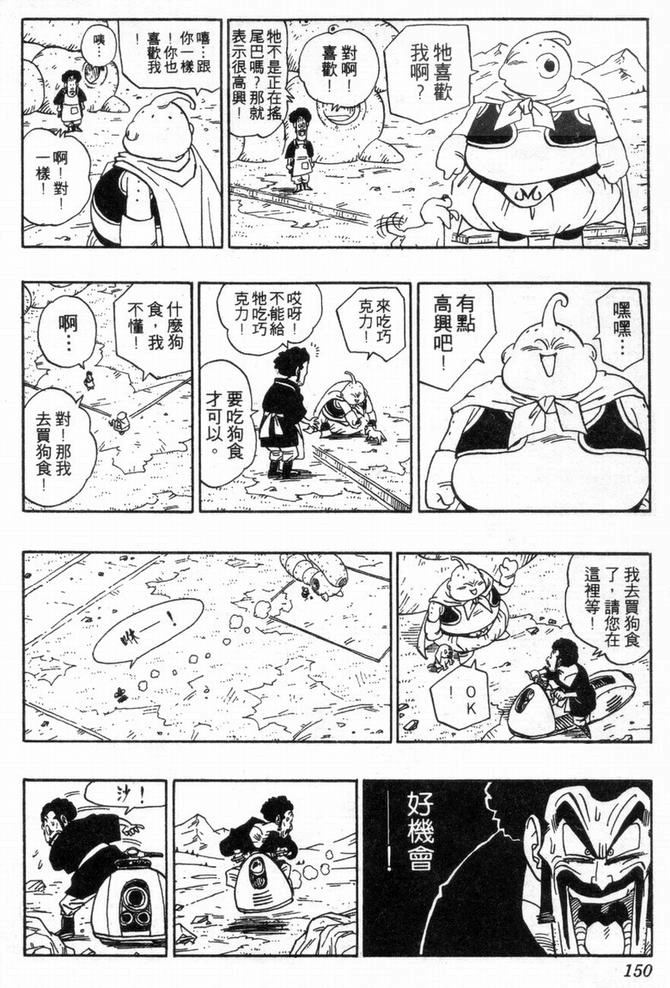 牠喜歡
我啊？
對啊！
喜歡！
牠不是正在搖
尾巴嗎？那就
表示很高興！
嘻…跟
你一樣
！你也
喜歡我
咦…
啊！對！
一樣！
嘿嘿…
有點
高興吧！
來吃巧
克力！
哎呀！
不能給
牠吃巧
克力！
要吃狗食
才可以。
什麼狗
食，我
不懂！
啊…
對！那我
去買狗食！
我去買狗食
了，請您在
這裡等！
OK
！
咻—！
好機會
—！
沙！
150